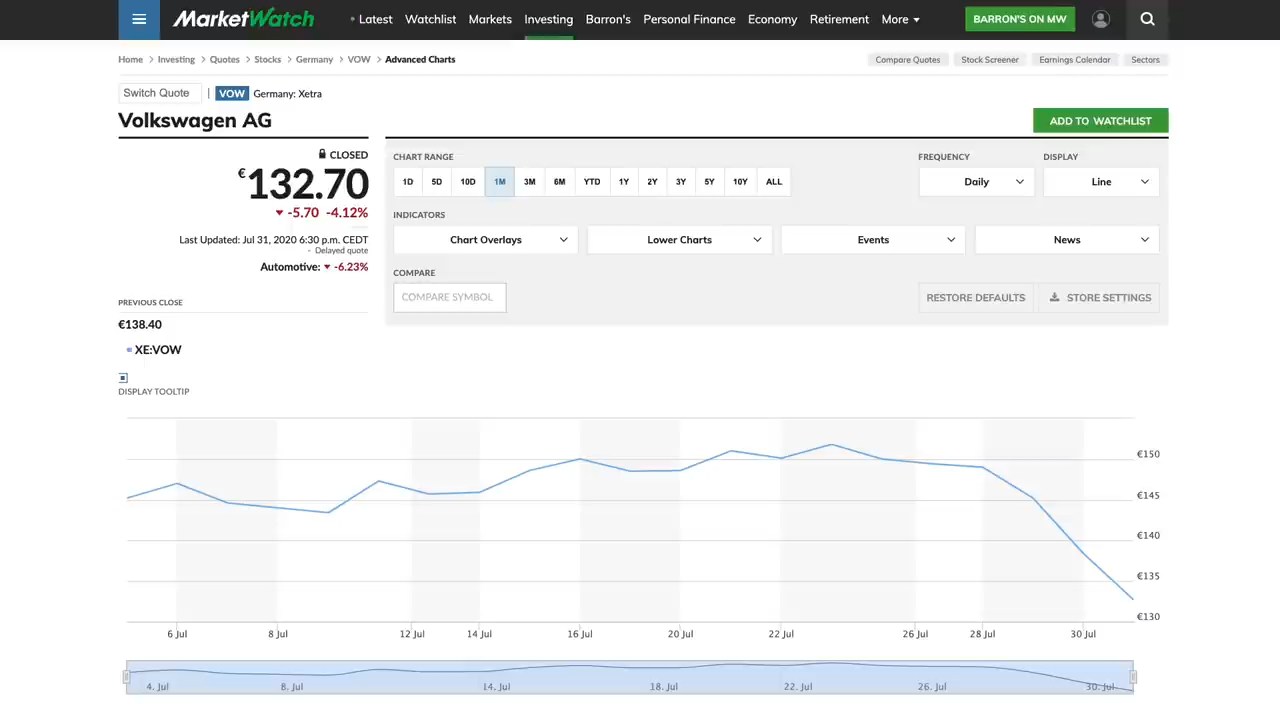 MarketWatch
Latest Watchlist Markets Investing Barron's Personal Finance Economy Retirement More
BARRON'S ON MW
Home Investing Quotes Stocks Germany VOW Advanced Charts
Compare Quotes Stock Screener Earnings Calendar Sectors
Switch Quote | VOW Germany: Xetra
Volkswagen AG
ADD TO WATCHLIST
CLOSED
€132.70
-5.70 -4.12%
Last Updated: Jul 31, 2020 6:30 p.m. CEDT
- Delayed quote
Automotive: -6.23%
PREVIOUS CLOSE
€138.40
XE:VOW
DISPLAY TOOLTIP
CHART RANGE
1D 5D 10D 1M 3M 6M YTD 1Y 2Y 3Y 5Y 10Y ALL
FREQUENCY
Daily
DISPLAY
Line
INDICATORS
Chart Overlays Lower Charts Events News
COMPARE
COMPARE SYMBOL
RESTORE DEFAULTS STORE SETTINGS
€150
€145
€140
€135
€130
6 Jul 8 Jul 12 Jul 14 Jul 16 Jul 20 Jul 22 Jul 26 Jul 28 Jul 30 Jul
4. Jul 8. Jul 14. Jul 18. Jul 22. Jul 26. Jul 30. Jul